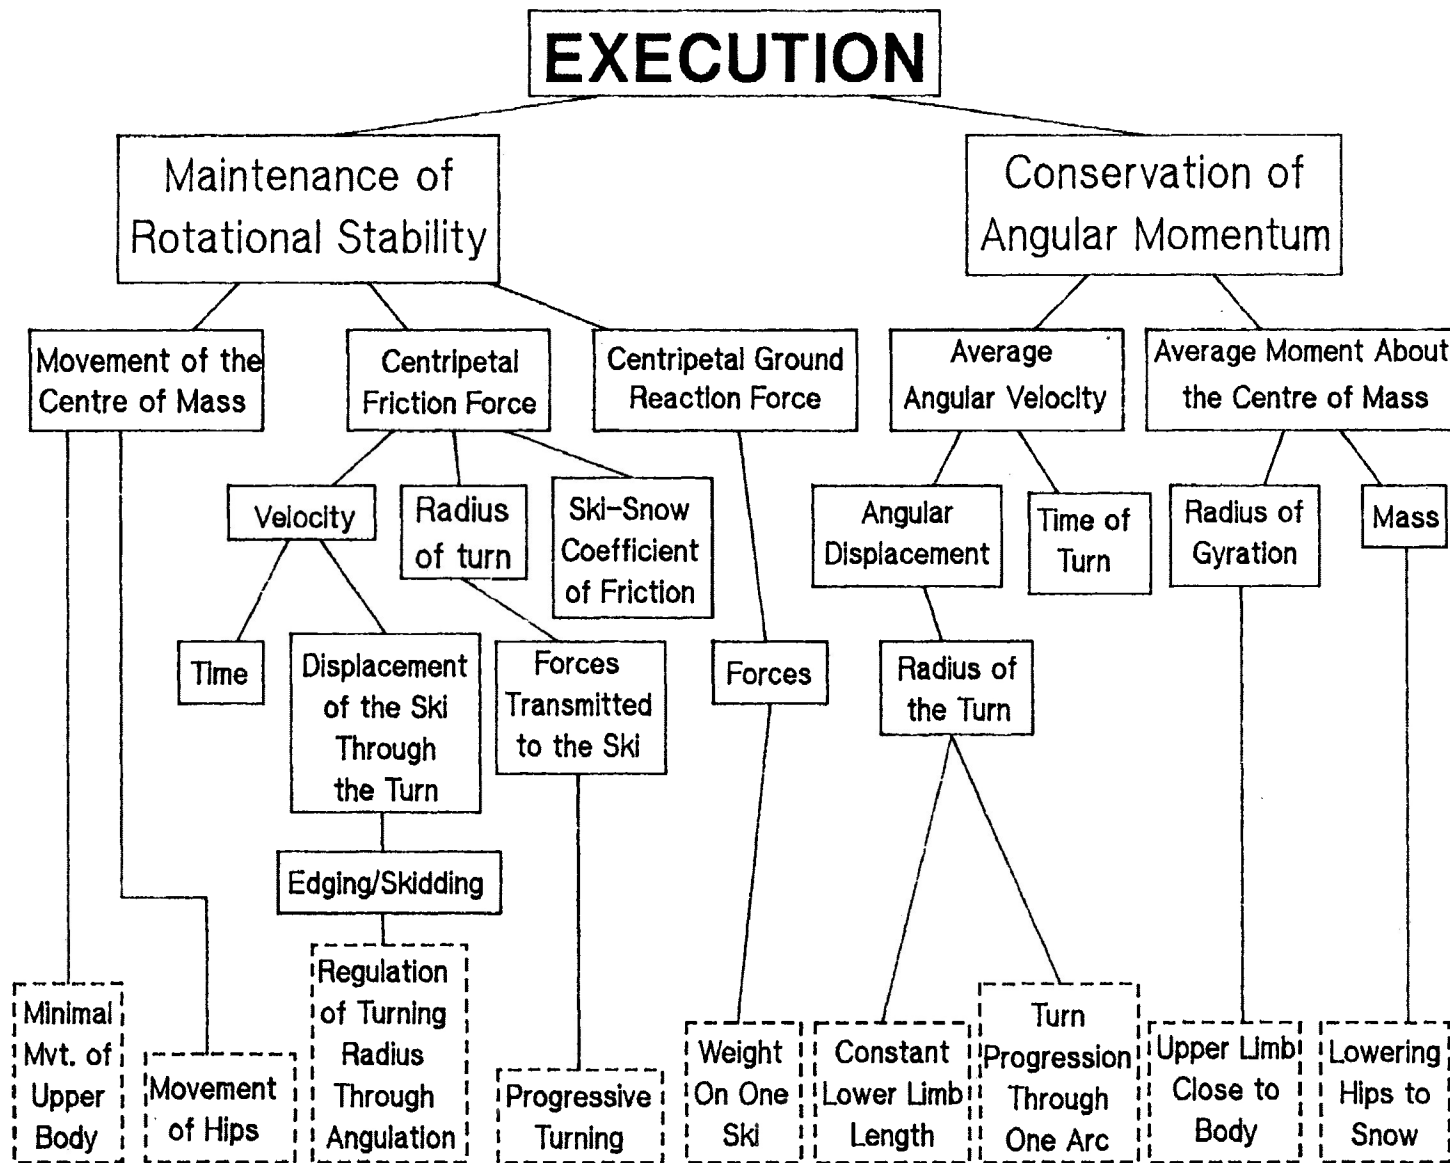 EXECUTION
Maintenance of
Rotational Stability
Conservation of
Angular Momentum
Movement of the
Centre of Mass
Centripetal
Friction Force
Centripetal Ground
Reaction Force
Average
Angular Velocity
Average Moment About
the Centre of Mass
Velocity
Radius
of turn
Ski-Snow
Coefficient
of Friction
Angular
Displacement
Time of
Turn
Radius of
Gyration
Mass
Time
Displacement
of the Ski
Through
the Turn
Forces
Transmitted
to the Ski
Forces
Radius of
the Turn
Edging/Skidding
Minimal
Mvt. of
Upper
Body
Movement
of Hips
Regulation
of Turning
Radius
Through
Angulation
Progressive
Turning
Weight
On One
Ski
Constant
Lower Limb
Length
Turn
Progression
Through
One Arc
Upper Limb
Close to
Body
Lowering
Hips to
Snow